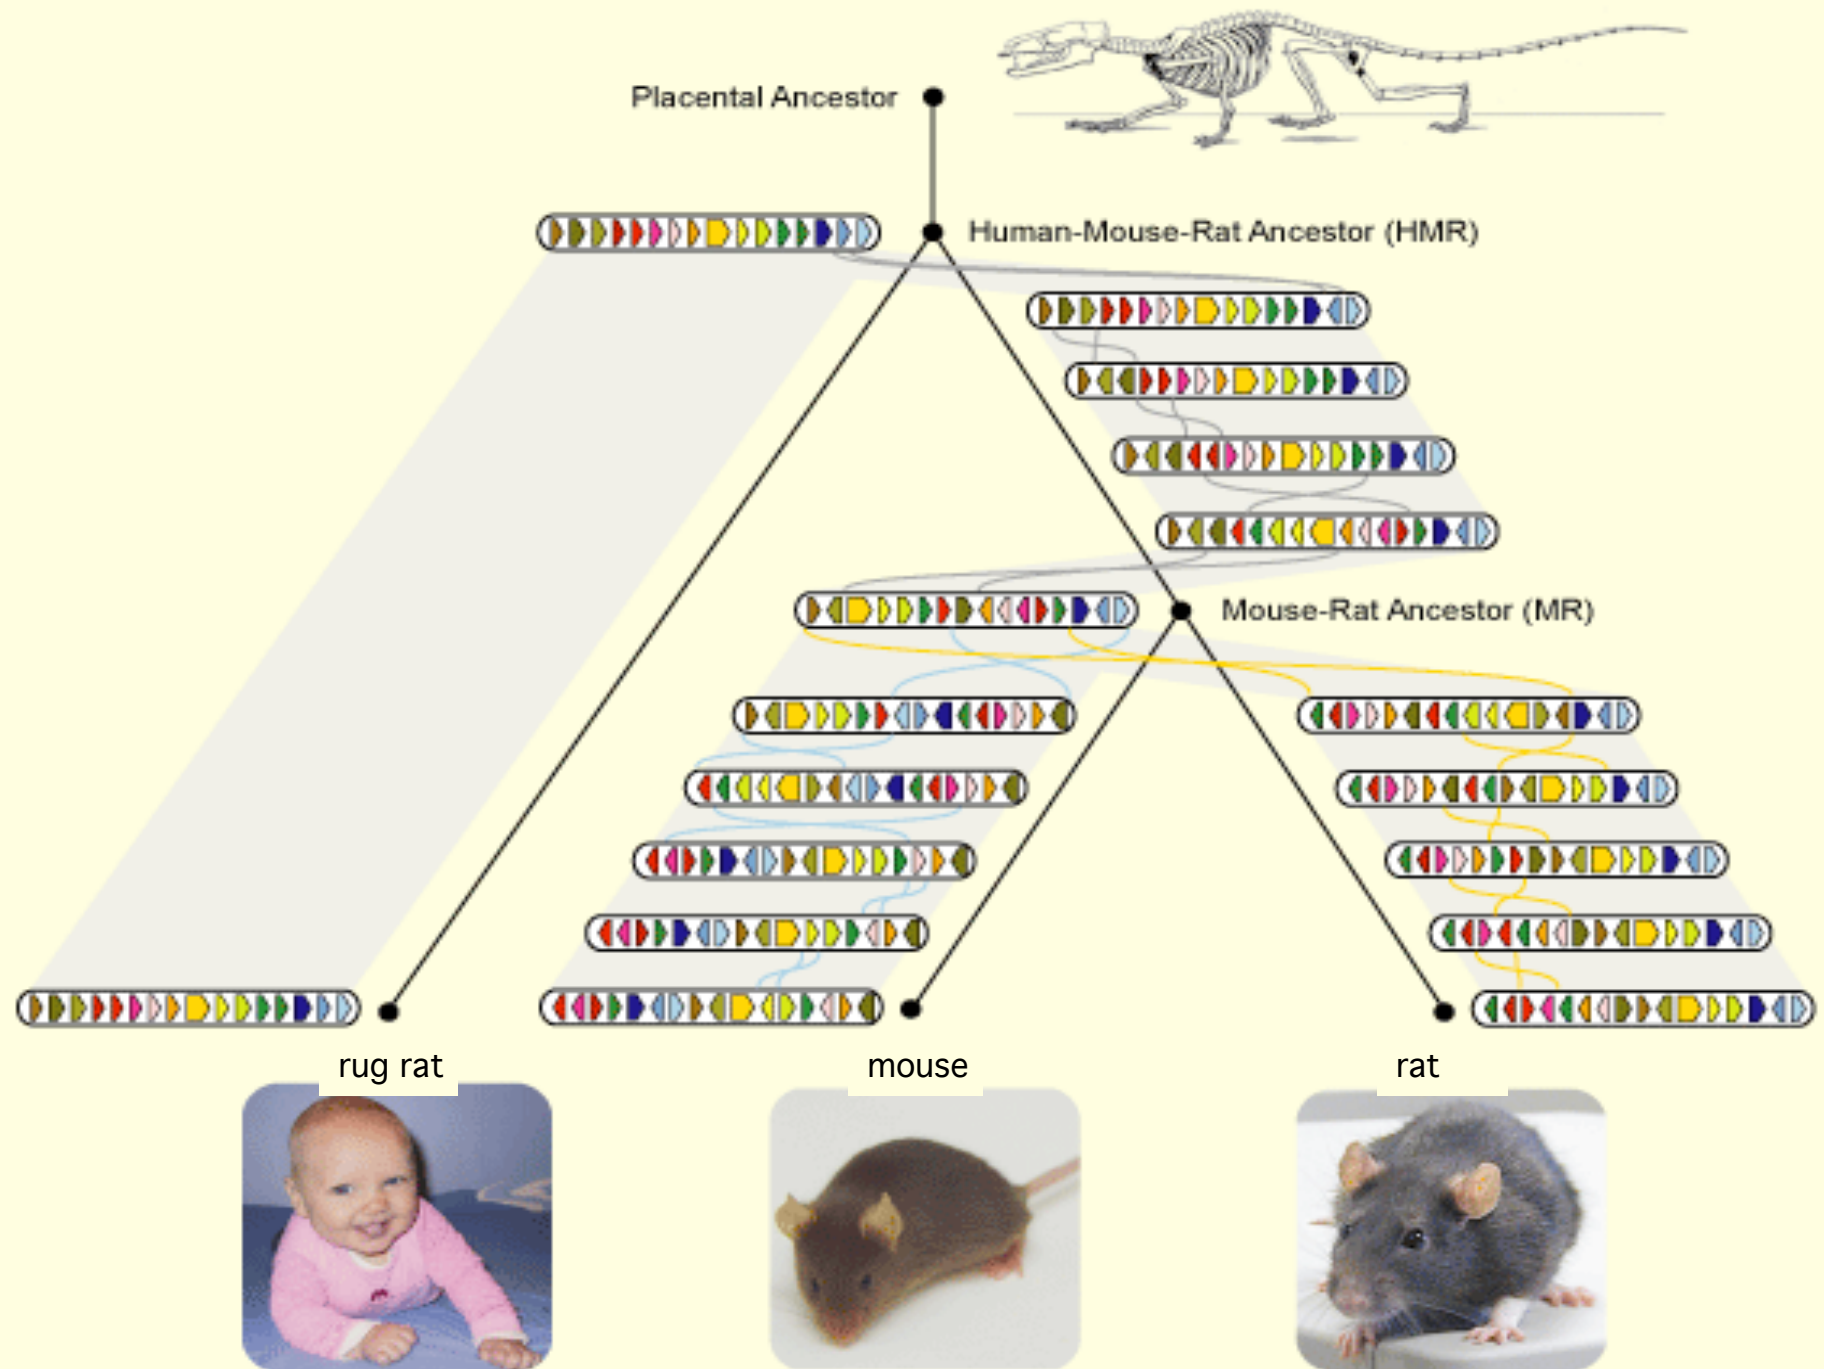 Placental Ancestor
Human-Mouse-Rat Ancestor (HMR)
Mouse-Rat Ancestor (MR)
rug rat
mouse
rat